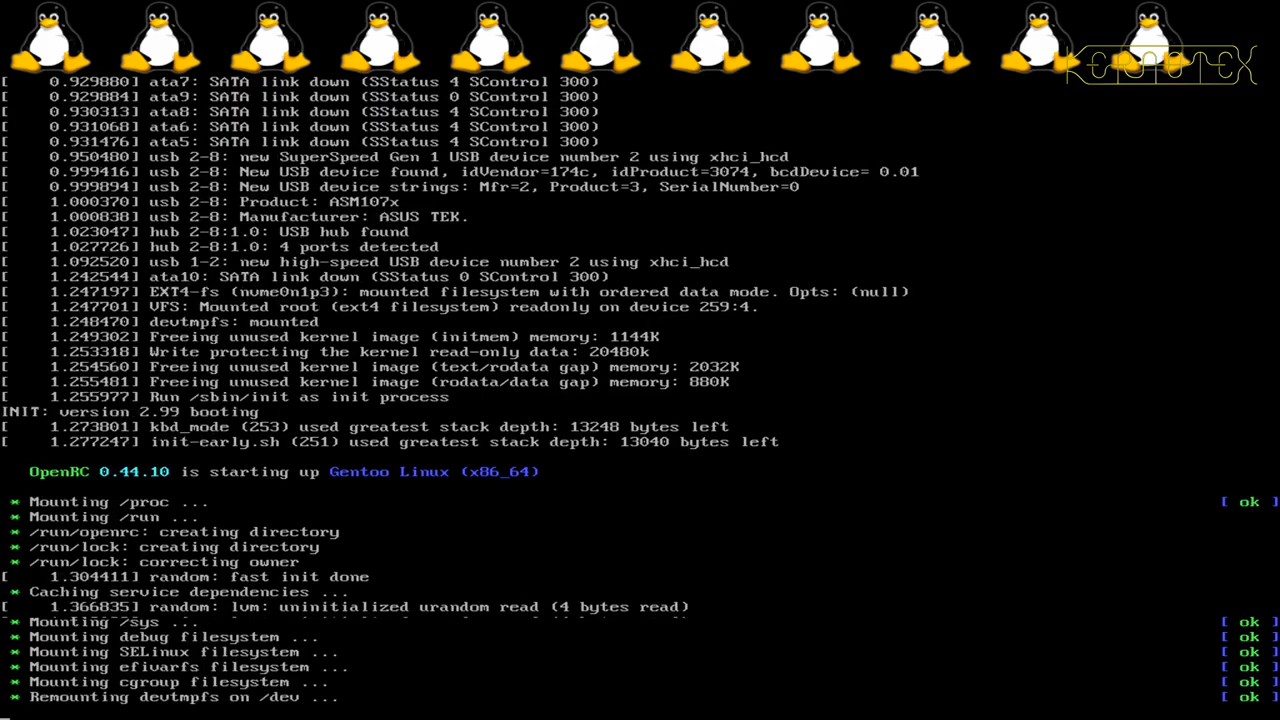 KERNOTEX
[    0.929880] ata7: SATA link down (SStatus 4 SControl 300)
[    0.929884] ata9: SATA link down (SStatus 0 SControl 300)
[    0.930313] ata8: SATA link down (SStatus 4 SControl 300)
[    0.931068] ata6: SATA link down (SStatus 4 SControl 300)
[    0.931476] ata5: SATA link down (SStatus 4 SControl 300)
[    0.950480] usb 2-8: new SuperSpeed Gen 1 USB device number 2 using xhci_hcd
[    0.999416] usb 2-8: New USB device found, idVendor=174c, idProduct=3074, bcdDevice= 0.01
[    0.999894] usb 2-8: New USB device strings: Mfr=2, Product=3, SerialNumber=0
[    1.000370] usb 2-8: Product: ASM107x
[    1.000838] usb 2-8: Manufacturer: ASUS TEK.
[    1.023047] hub 2-8:1.0: USB hub found
[    1.027726] hub 2-8:1.0: 4 ports detected
[    1.092520] usb 1-2: new high-speed USB device number 2 using xhci_hcd
[    1.242544] ata10: SATA link down (SStatus 0 SControl 300)
[    1.247197] EXT4-fs (nvme0n1p3): mounted filesystem with ordered data mode. Opts: (null)
[    1.247701] VFS: Mounted root (ext4 filesystem) readonly on device 259:4.
[    1.248470] devtmpfs: mounted
[    1.249302] Freeing unused kernel image (initmem) memory: 1144K
[    1.253318] Write protecting the kernel read-only data: 20480k
[    1.254560] Freeing unused kernel image (text/rodata gap) memory: 2032K
[    1.255481] Freeing unused kernel image (rodata/data gap) memory: 880K
[    1.255977] Run /sbin/init as init process
INIT: version 2.99 booting
[    1.273801] kbd_mode (253) used greatest stack depth: 13248 bytes left
[    1.277247] init-early.sh (251) used greatest stack depth: 13040 bytes left
OpenRC 0.44.10 is starting up Gentoo Linux (x86_64)
* Mounting /proc ... [ ok ]
* Mounting /run ...
* /run/openrc: creating directory
* /run/lock: creating directory
* /run/lock: correcting owner
[    1.304411] random: fast init done
* Caching service dependencies ...
[    1.366835] random: lvm: uninitialized urandom read (4 bytes read)
* Mounting /sys ... [ ok ]
* Mounting debug filesystem ... [ ok ]
* Mounting SELinux filesystem ... [ ok ]
* Mounting efivarfs filesystem ... [ ok ]
* Mounting cgroup filesystem ... [ ok ]
* Remounting devtmpfs on /dev ... [ ok ]